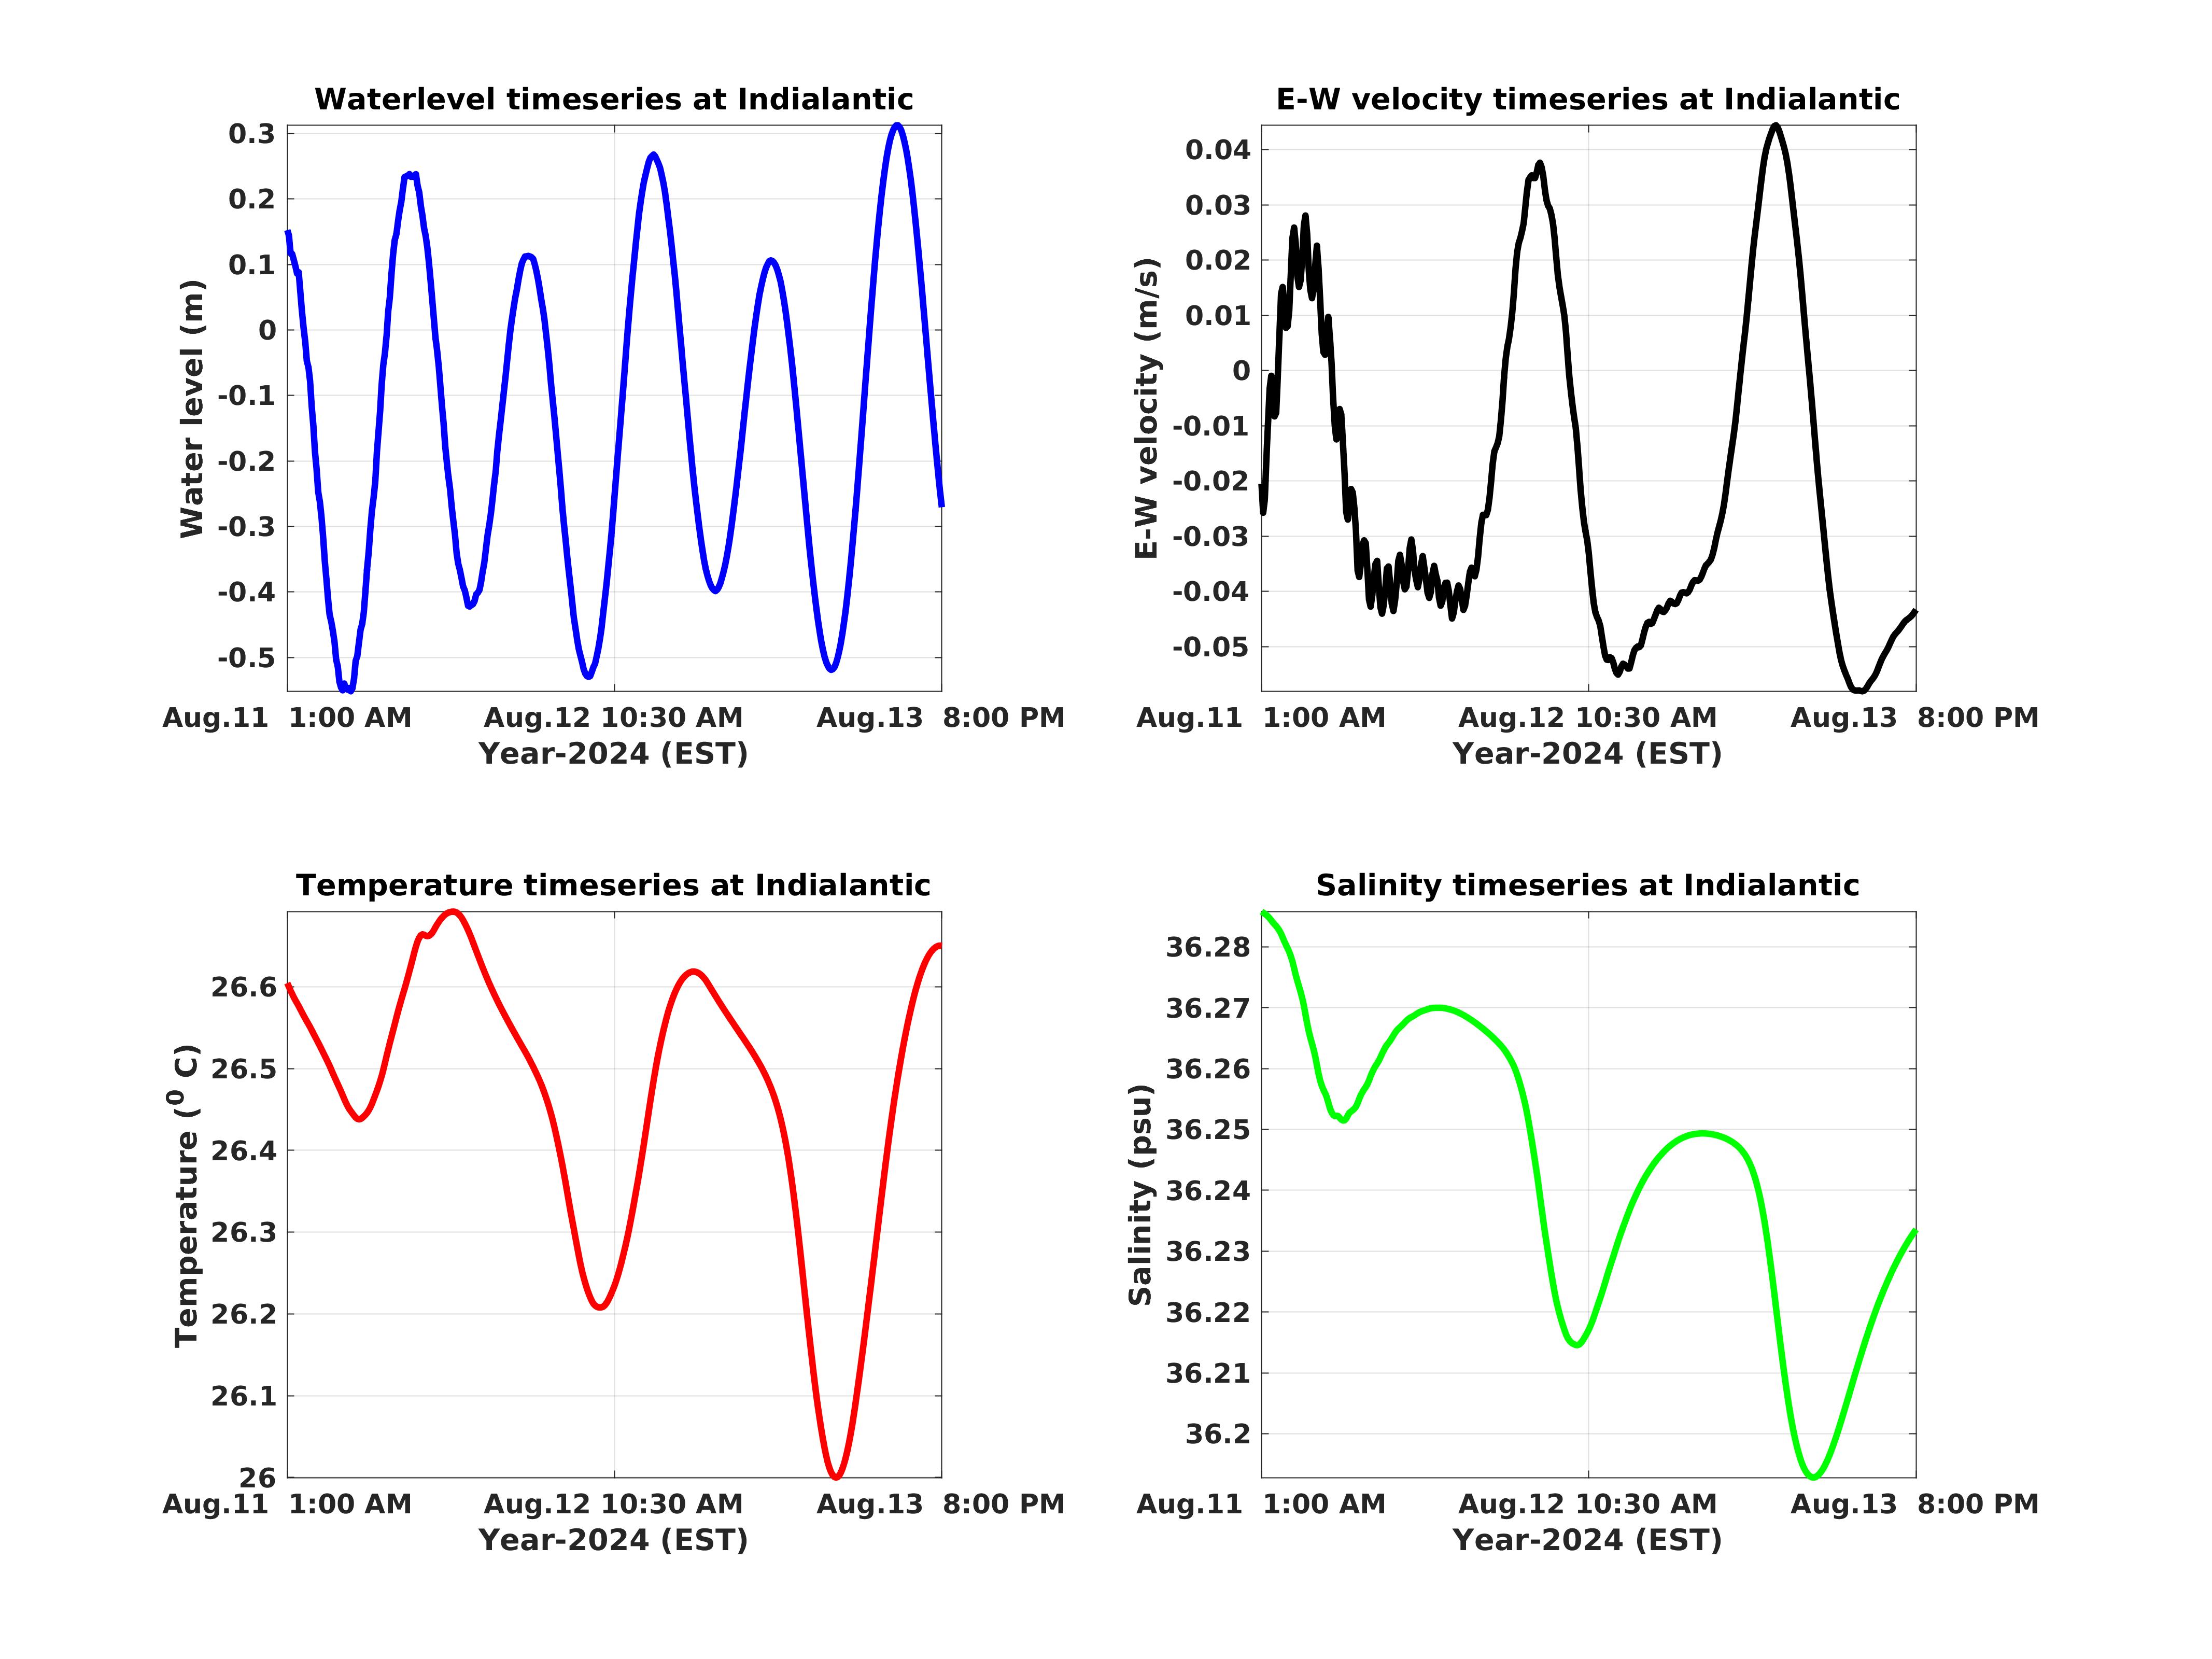 Waterlevel timeseries at Indialantic
0.3
0.2
0.1
0
-0.1
-0.2
-0.3
-0.4
-0.5
Water level (m)
Aug.11 1:00 AM Aug.12 10:30 AM Aug.13 8:00 PM
Year-2024 (EST)
E-W velocity timeseries at Indialantic
0.04
0.03
0.02
0.01
0
-0.01
-0.02
-0.03
-0.04
-0.05
E-W velocity (m/s)
Aug.11 1:00 AM Aug.12 10:30 AM Aug.13 8:00 PM
Year-2024 (EST)
Temperature timeseries at Indialantic
26.6
26.5
26.4
26.3
26.2
26.1
26
Temperature (⁰ C)
Aug.11 1:00 AM Aug.12 10:30 AM Aug.13 8:00 PM
Year-2024 (EST)
Salinity timeseries at Indialantic
36.28
36.27
36.26
36.25
36.24
36.23
36.22
36.21
36.2
Salinity (psu)
Aug.11 1:00 AM Aug.12 10:30 AM Aug.13 8:00 PM
Year-2024 (EST)